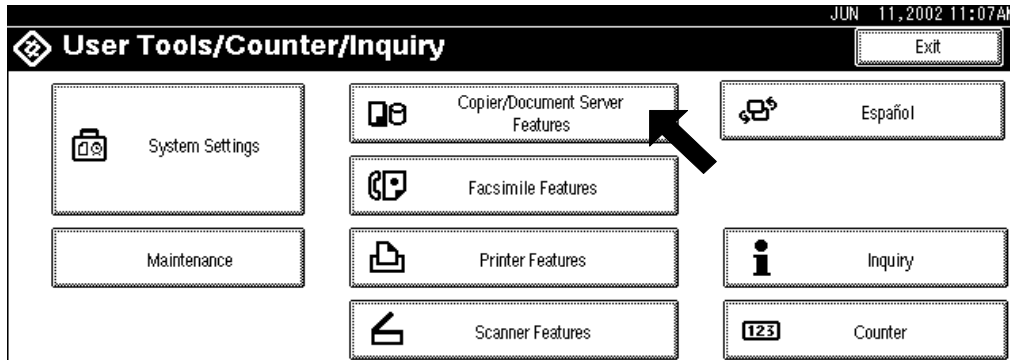 JUN 11,2002 11:07AM
User Tools/Counter/Inquiry
Exit
System Settings
Copier/Document Server
Features
Español
Facsimile Features
Maintenance
Printer Features
Inquiry
Scanner Features
123
Counter